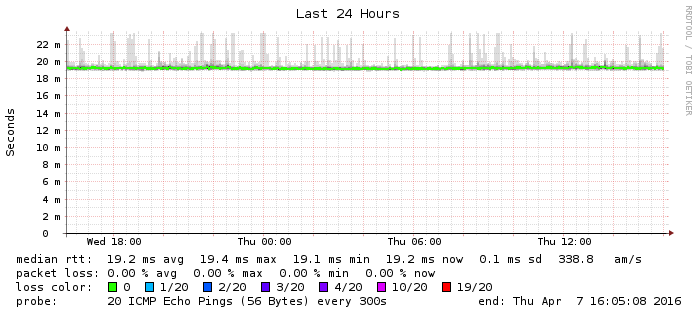 Last 24 Hours
RRDTOOL / TOBI OETIKER
Seconds
22 m
20 m
18 m
16 m
14 m
12 m
10 m
8 m
6 m
4 m
2 m
0
Wed 18:00 Thu 00:00 Thu 06:00 Thu 12:00
median rtt: 19.2 ms avg 19.4 ms max 19.1 ms min 19.2 ms now 0.1 ms sd 338.8 am/s
packet loss: 0.00 % avg 0.00 % max 0.00 % min 0.00 % now
loss color: 0 1/20 2/20 3/20 4/20 10/20 19/20
probe: 20 ICMP Echo Pings (56 Bytes) every 300s end: Thu Apr 7 16:05:08 2016